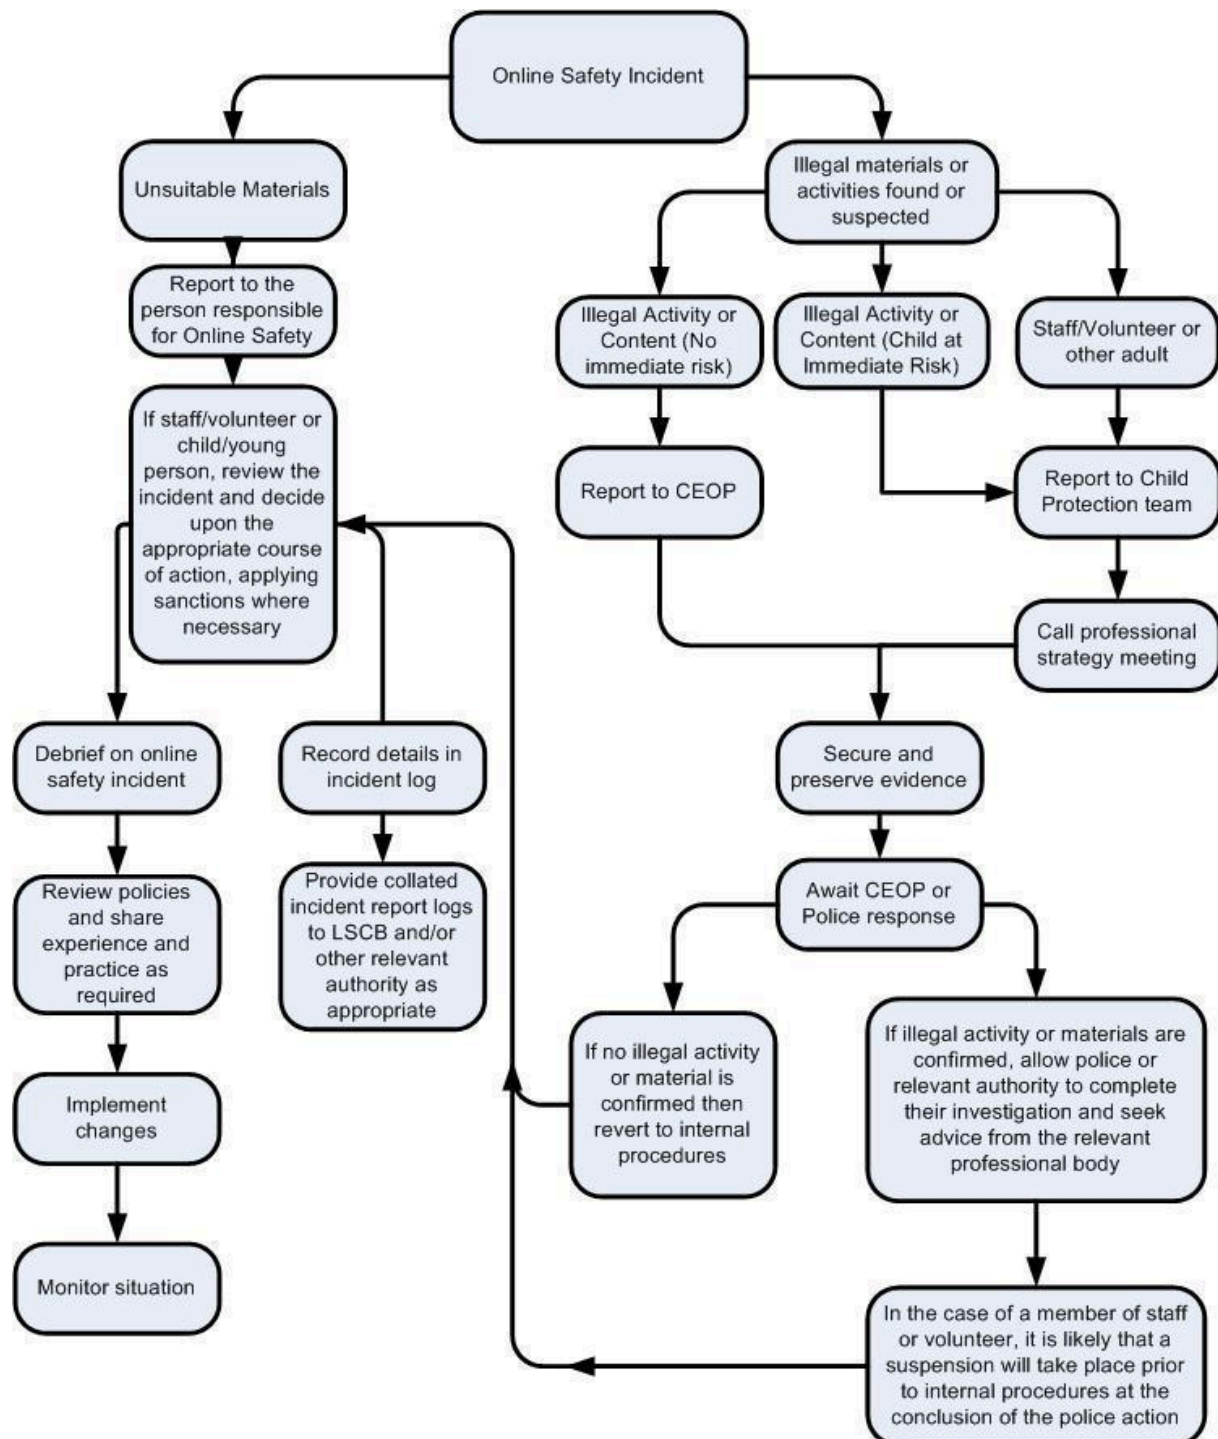 Online Safety Incident
Unsuitable Materials
Report to the
person responsible
for Online Safety
If staff/volunteer or
child/young
person, review the
incident and decide
upon the
appropriate course
of action, applying
sanctions where
necessary
Debrief on online
safety incident
Review policies
and share
experience and
practice as
required
Implement
changes
Monitor situation
Record details in
incident log
Provide collated
incident report logs
to LSCB and/or
other relevant
authority as
appropriate
Illegal materials or
activities found or
suspected
Illegal Activity or
Content (No
immediate risk)
Illegal Activity or
Content (Child at
Immediate Risk)
Staff/Volunteer or
other adult
Report to CEOP
Report to Child
Protection team
Call professional
strategy meeting
Secure and
preserve evidence
Await CEOP or
Police response
If no illegal activity
or material is
confirmed then
revert to internal
procedures
If illegal activity or materials are
confirmed, allow police or
relevant authority to complete
their investigation and seek
advice from the relevant
professional body
In the case of a member of staff
or volunteer, it is likely that a
suspension will take place prior
to internal procedures at the
conclusion of the police action